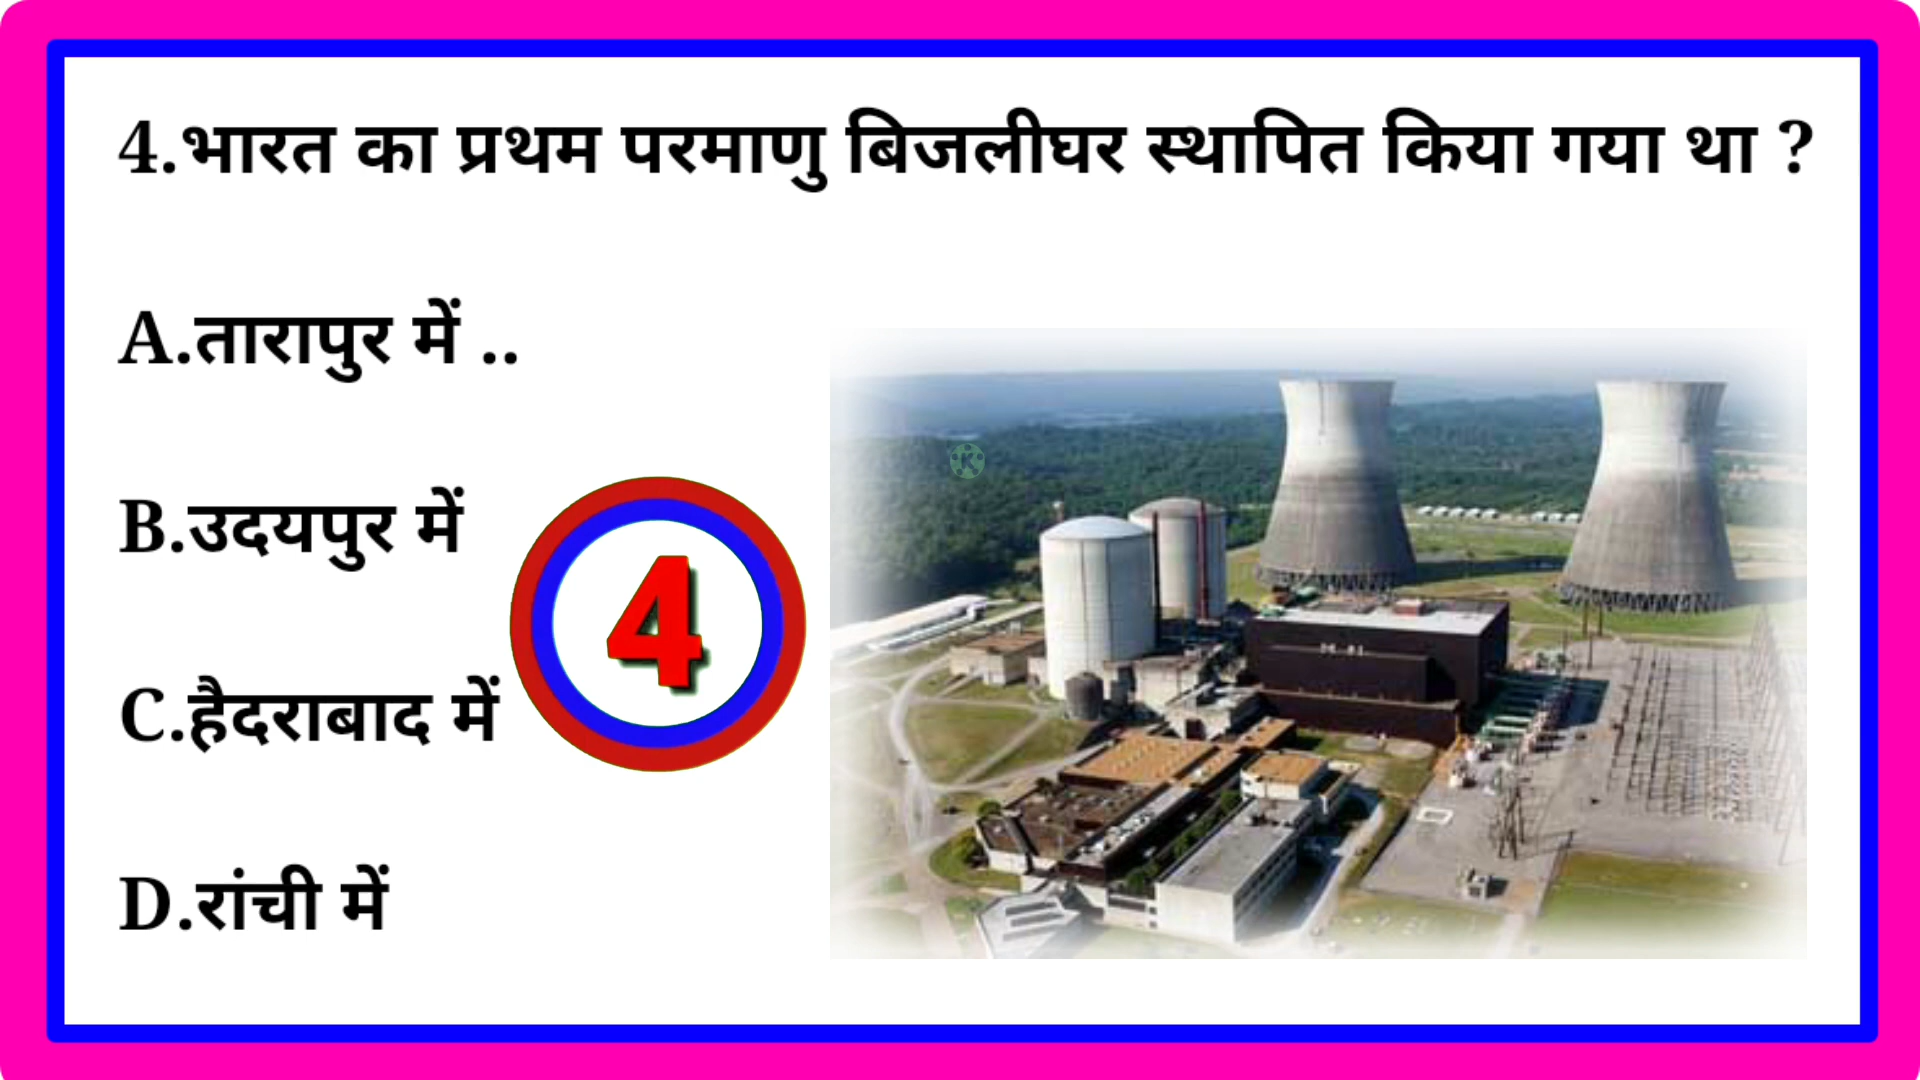 4.भारत का प्रथम परमाणु बिजलीघर स्थापित किया गया था ?
A.तारापुर में ..
B.उदयपुर में
C.हैदराबाद में
D.रांची में
4